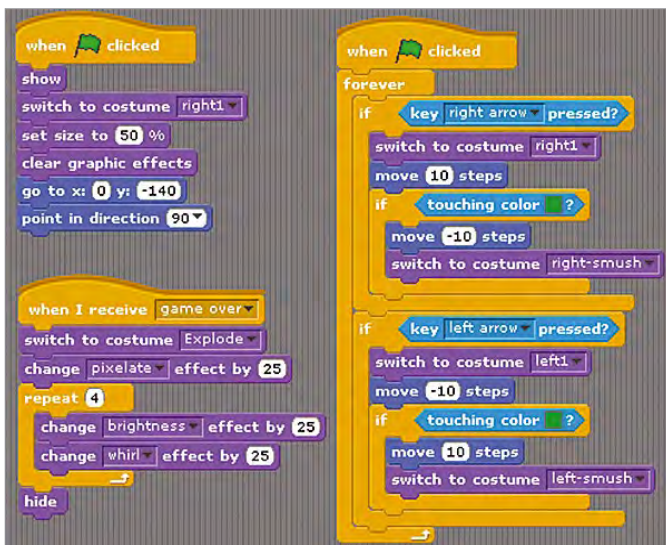 when clicked
show
switch to costume right1
set size to 50 %
clear graphic effects
go to x: 0 y: -140
point in direction 90
when I receive game over
switch to costume Explode
change pixelate effect by 25
repeat 4
change brightness effect by 25
change whirl effect by 25
hide
when clicked
forever
if key right arrow pressed?
switch to costume right1
move 10 steps
if touching color ?
move -10 steps
switch to costume right-smush
if key left arrow pressed?
switch to costume left1
move -10 steps
if touching color ?
move 10 steps
switch to costume left-smush